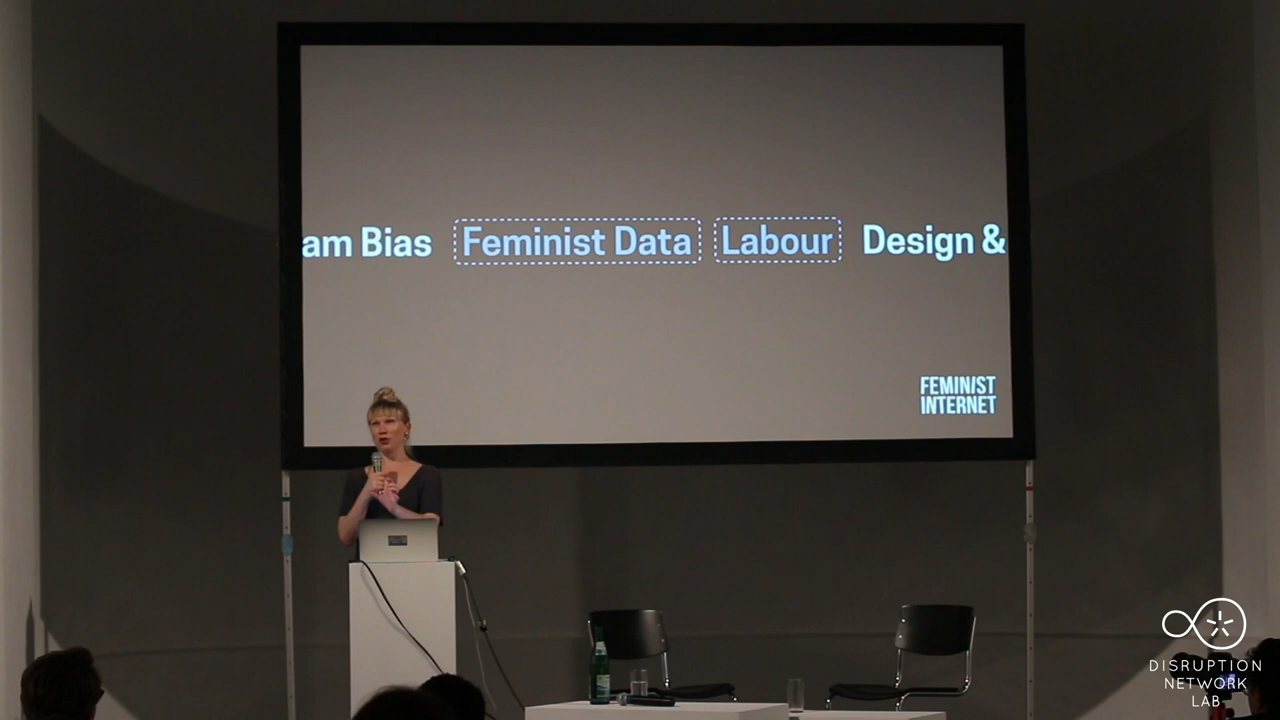 am Bias Feminist Data Labour Design &
FEMINIST
INTERNET
DISRUPTION
NETWORK
LAB